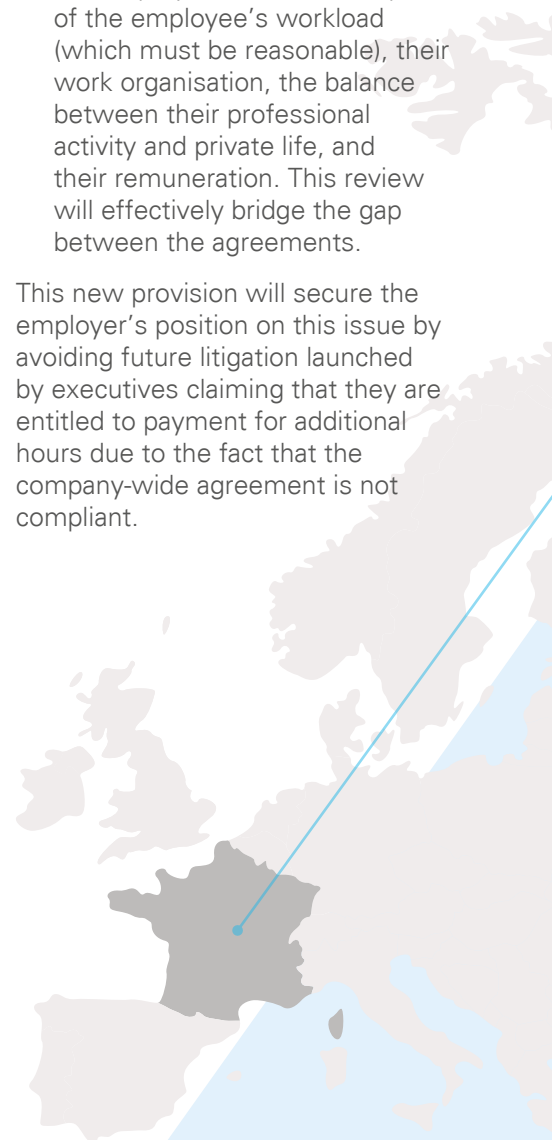 of the employee’s workload
(which must be reasonable), their
work organisation, the balance
between their professional
activity and private life, and
their remuneration. This review
will effectively bridge the gap
between the agreements.
This new provision will secure the
employer’s position on this issue by
avoiding future litigation launched
by executives claiming that they are
entitled to payment for additional
hours due to the fact that the
company-wide agreement is not
compliant.